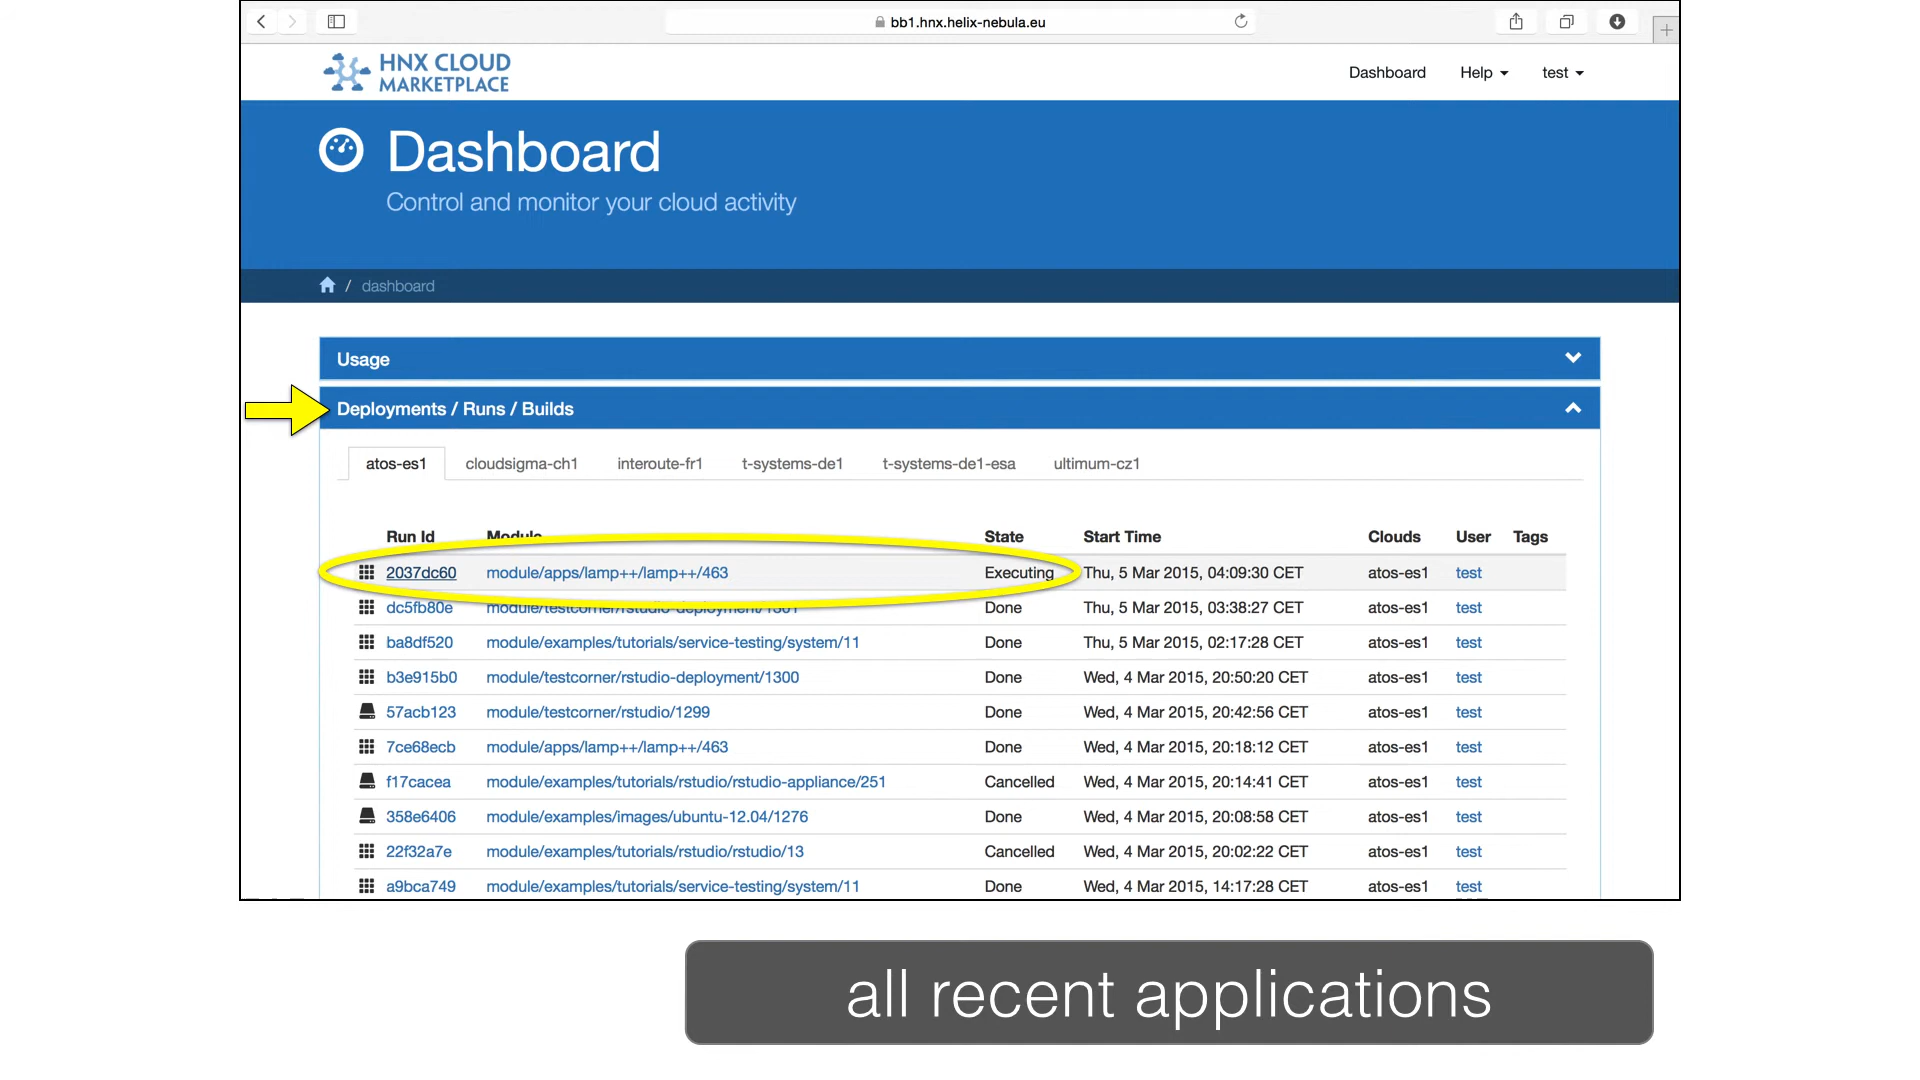 bb1.hnx.helix-nebula.eu
HNX CLOUD
MARKETPLACE
Dashboard Help test
Dashboard
Control and monitor your cloud activity
/ dashboard
Usage
Deployments / Runs / Builds
atos-es1 cloudsigma-ch1 interoute-fr1 t-systems-de1 t-systems-de1-esa ultimum-cz1
Run Id Module State Start Time Clouds User Tags
2037dc60 module/apps/lamp++/lamp++/463 Executing Thu, 5 Mar 2015, 04:09:30 CET atos-es1 test
dc5fb80e module/testcorner/rstudio-deployment/1301 Done Thu, 5 Mar 2015, 03:38:27 CET atos-es1 test
ba8df520 module/examples/tutorials/service-testing/system/11 Done Thu, 5 Mar 2015, 02:17:28 CET atos-es1 test
b3e915b0 module/testcorner/rstudio-deployment/1300 Done Wed, 4 Mar 2015, 20:50:20 CET atos-es1 test
57acb123 module/testcorner/rstudio/1299 Done Wed, 4 Mar 2015, 20:42:56 CET atos-es1 test
7ce68ecb module/apps/lamp++/lamp++/463 Done Wed, 4 Mar 2015, 20:18:12 CET atos-es1 test
f17cacea module/examples/tutorials/rstudio/rstudio-appliance/251 Cancelled Wed, 4 Mar 2015, 20:14:41 CET atos-es1 test
358e6406 module/examples/images/ubuntu-12.04/1276 Done Wed, 4 Mar 2015, 20:08:58 CET atos-es1 test
22f32a7e module/examples/tutorials/rstudio/rstudio/13 Cancelled Wed, 4 Mar 2015, 20:02:22 CET atos-es1 test
a9bca749 module/examples/tutorials/service-testing/system/11 Done Wed, 4 Mar 2015, 14:17:28 CET atos-es1 test
all recent applications